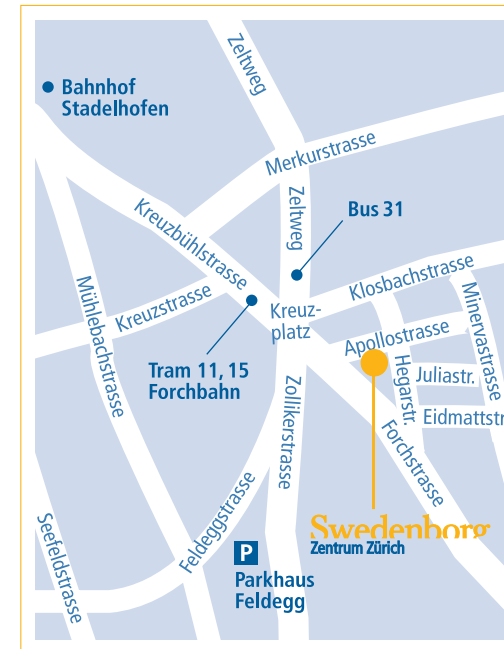 Zeltweg
Bahnhof
Stadelhofen
Merkurstrasse
Kreuzbühlstrasse
Zeltweg
Bus 31
Klosbachstrasse
Mühlebachstrasse
Kreuzstrasse
Kreuz-
platz
Minervastrasse
Apollostrasse
Tram 11, 15
Forchbahn
Hegarstr.
Juliastr.
Zollikerstrasse
Eidmattstr
Forchstrasse
Feldeggstrasse
Seefeldstrasse
Swedenborg
Zentrum Zürich
P
Parkhaus
Feldegg